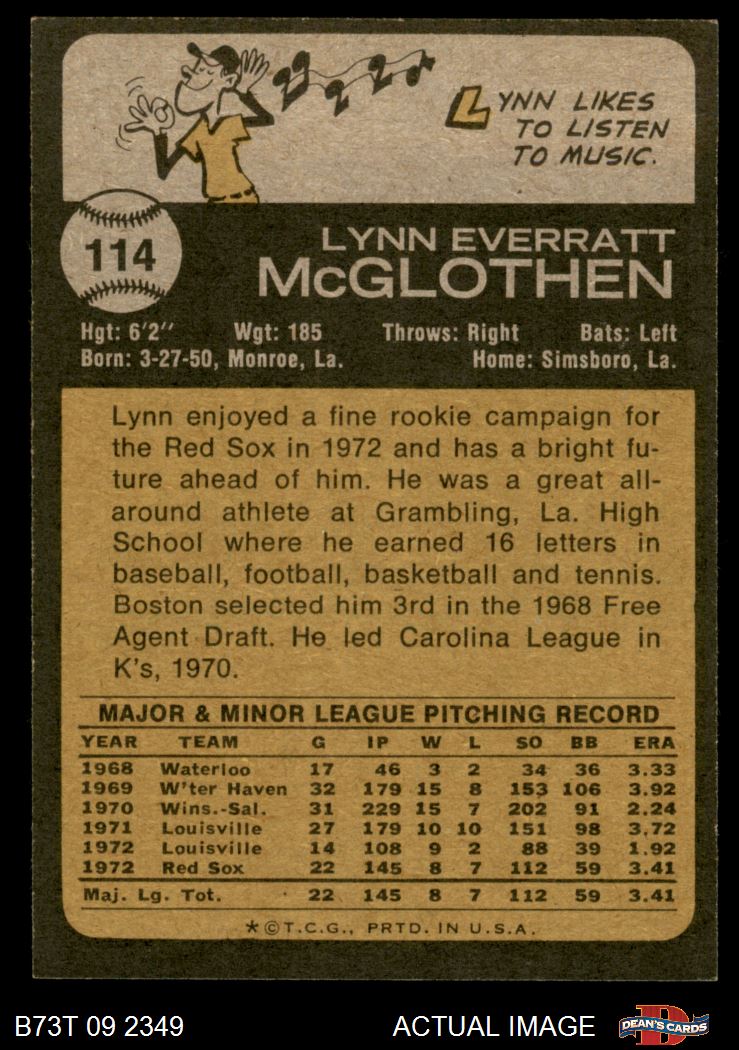 LYNN LIKES
TO LISTEN
TO MUSIC.
114
LYNN EVERRATT
McGLOTHEN
Hgt: 6'2" Wgt: 185 Throws: Right Bats: Left
Born: 3-27-50, Monroe, La. Home: Simsboro, La.
Lynn enjoyed a fine rookie campaign for
the Red Sox in 1972 and has a bright fu-
ture ahead of him. He was a great all-
around athlete at Grambling, La. High
School where he earned 16 letters in
baseball, football, basketball and tennis.
Boston selected him 3rd in the 1968 Free
Agent Draft. He led Carolina League in
K's, 1970.
MAJOR & MINOR LEAGUE PITCHING RECORD
YEAR TEAM G IP W L SO BB ERA
1968 Waterloo 17 46 3 2 34 36 3.33
1969 W'ter Haven 32 179 15 8 153 106 3.92
1970 Wins.-Sal. 31 229 15 7 202 91 2.24
1971 Louisville 27 179 10 10 151 98 3.72
1972 Louisville 14 108 9 2 88 39 1.92
1972 Red Sox 22 145 8 7 112 59 3.41
Maj. Lg. Tot. 22 145 8 7 112 59 3.41
*©T.C.G., PRTD. IN U.S.A.
B73T 09 2349 ACTUAL IMAGE D DEAN'S CARDS